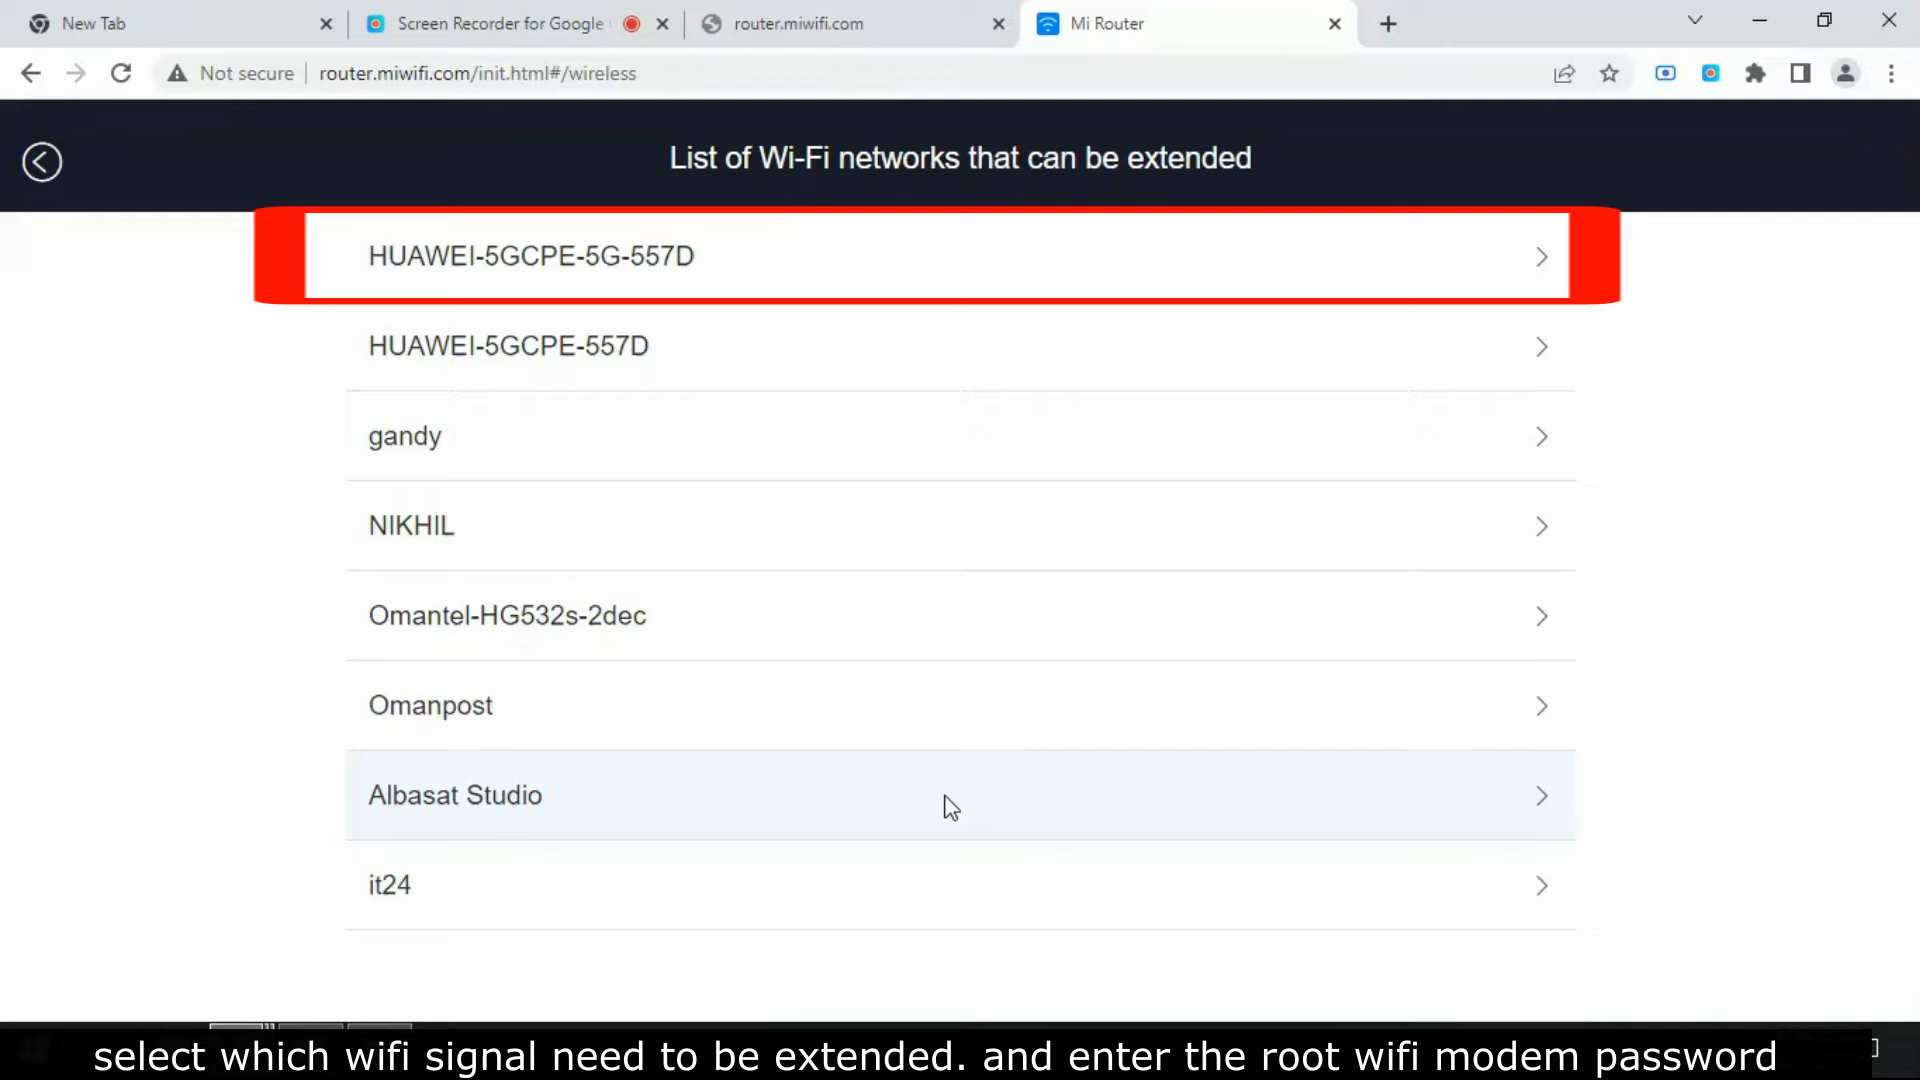 New Tab
Screen Recorder for Google
router.miwifi.com
Mi Router
Not secure
router.miwifi.com/init.html#/wireless
List of Wi-Fi networks that can be extended
HUAWEI-5GCPE-5G-557D
HUAWEI-5GCPE-557D
gandy
NIKHIL
Omantel-HG532s-2dec
Omanpost
Albasat Studio
it24
select which wifi signal need to be extended. and enter the root wifi modem password